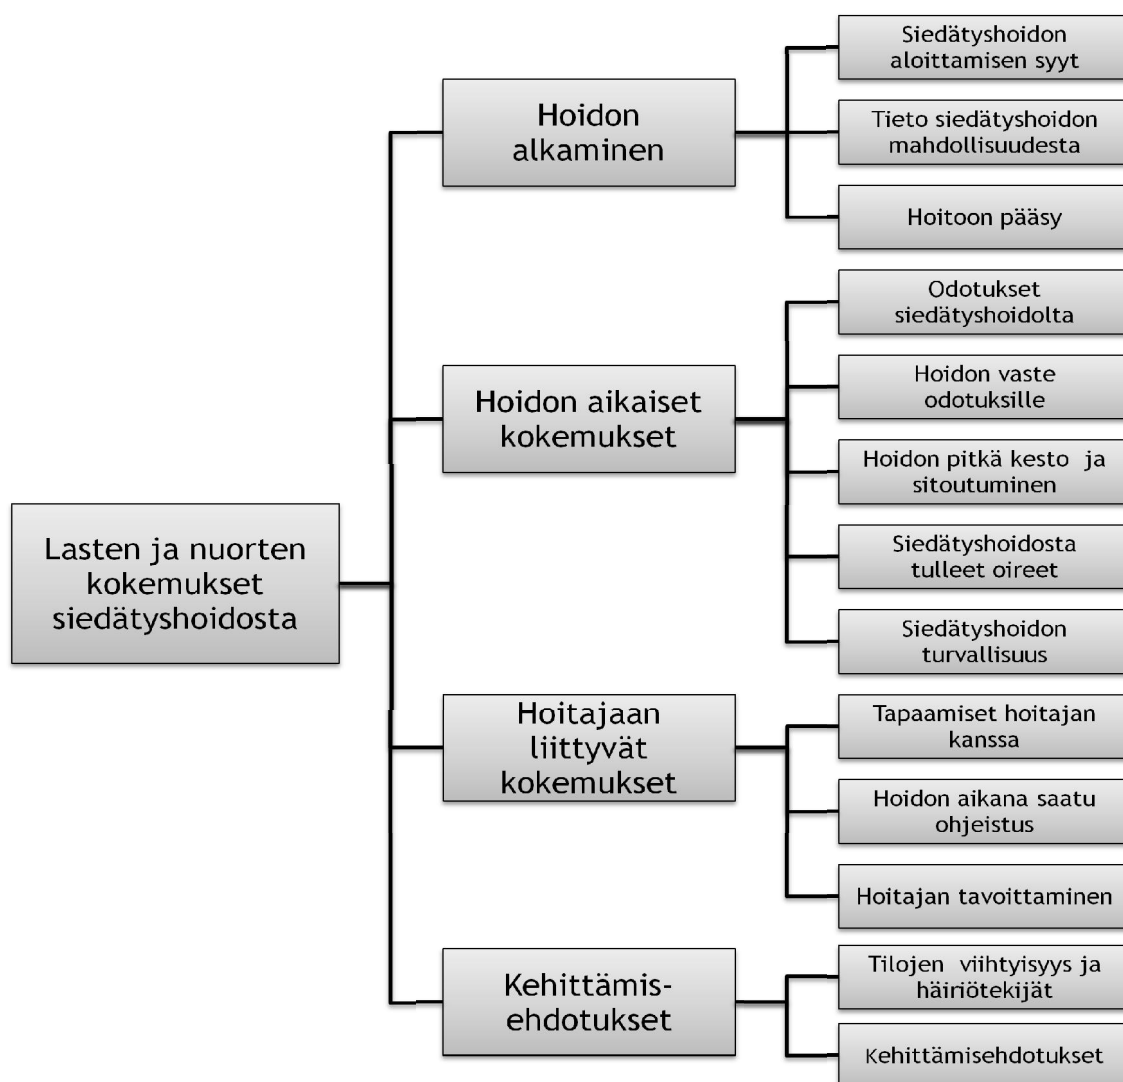 Lasten ja nuorten
kokemukset
siedätyshoidosta
Hoidon
alkaminen
Siedätyshoidon
aloittamisen syyt
Tieto siedätyshoidon
mahdollisuudesta
Hoitoon pääsy
Hoidon aikaiset
kokemukset
Odotukset
siedätyshoidolta
Hoidon vaste
odotuksille
Hoidon pitkä kesto ja
sitoutuminen
Siedätyshoidosta
tulleet oireet
Siedätyshoidon
turvallisuus
Hoitajaan
liittyvät
kokemukset
Tapaamiset hoitajan
kanssa
Hoidon aikana saatu
ohjeistus
Hoitajan tavoittaminen
Kehittämis-
ehdotukset
Tilojen viihtyisyys ja
häiriötekijät
Kehittämisehdotukset